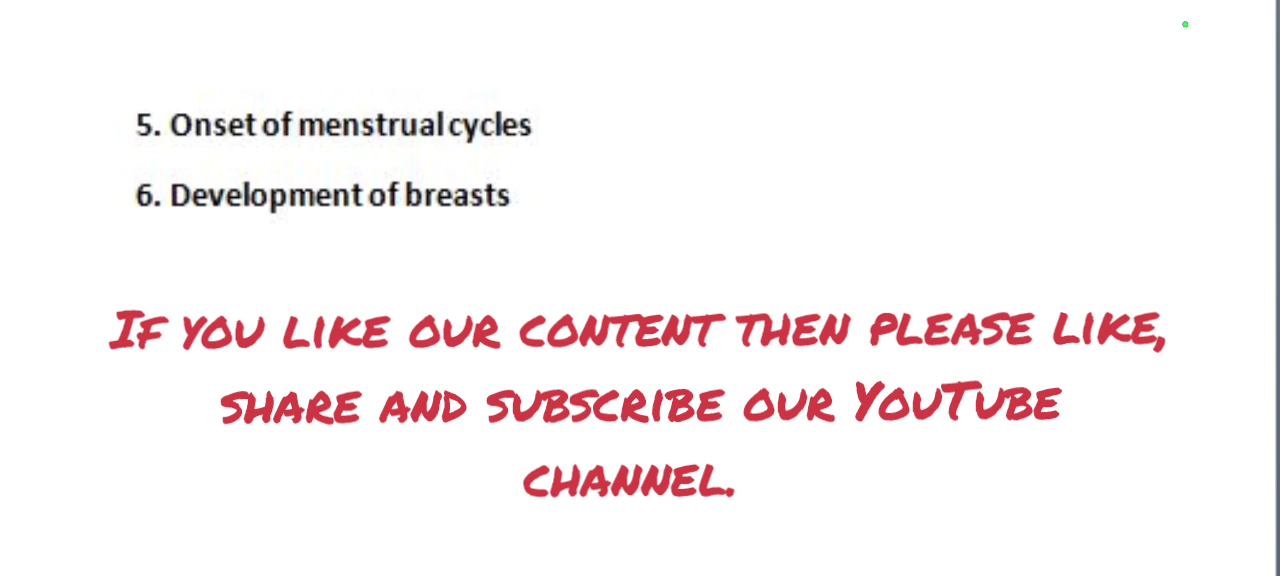 5. Onset of menstrual cycles
6. Development of breasts
If you like our content then please like,
share and subscribe our YouTube
channel.